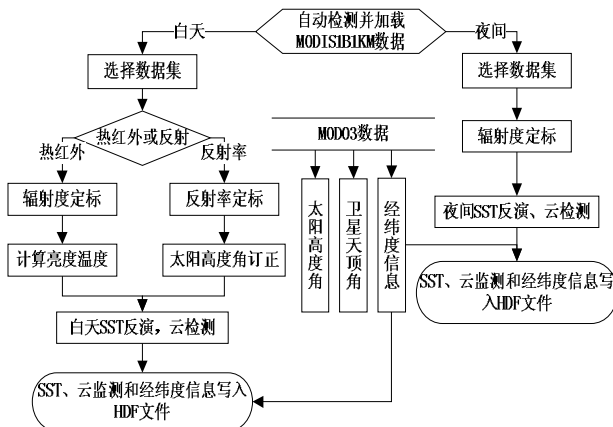 自动检测并加载
MODIS1B1KM数据
白天
夜间
选择数据集
选择数据集
热红外或反射
MOD03数据
辐射度定标
热红外
反射率
辐射度定标
反射率定标
太阳高度角
卫星天顶角
经纬度信息
夜间SST反演、云检测
计算亮度温度
太阳高度角订正
SST、云监测和经纬度信息写
入HDF文件
白天SST反演，云检测
SST、云监测和经纬度信息写入
HDF文件